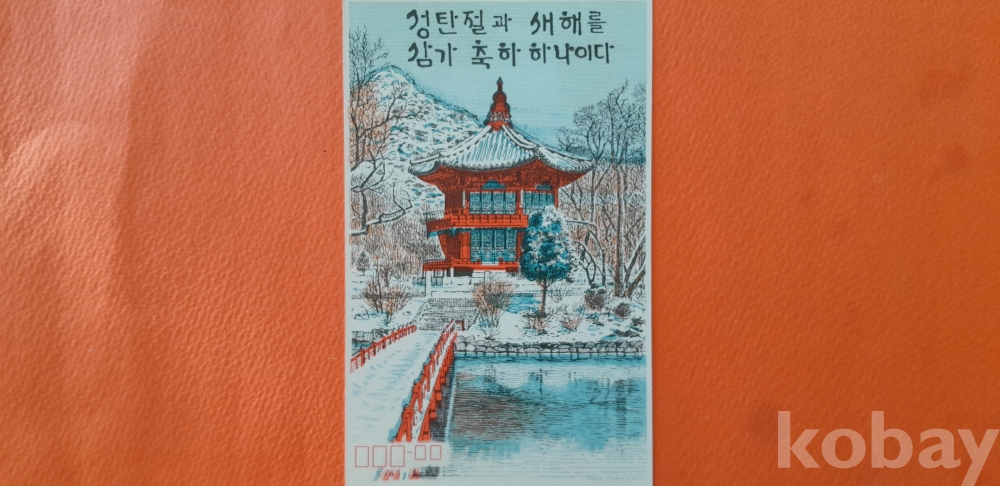 성탄절과 새해를
삼가 축하 하나이다
kobay